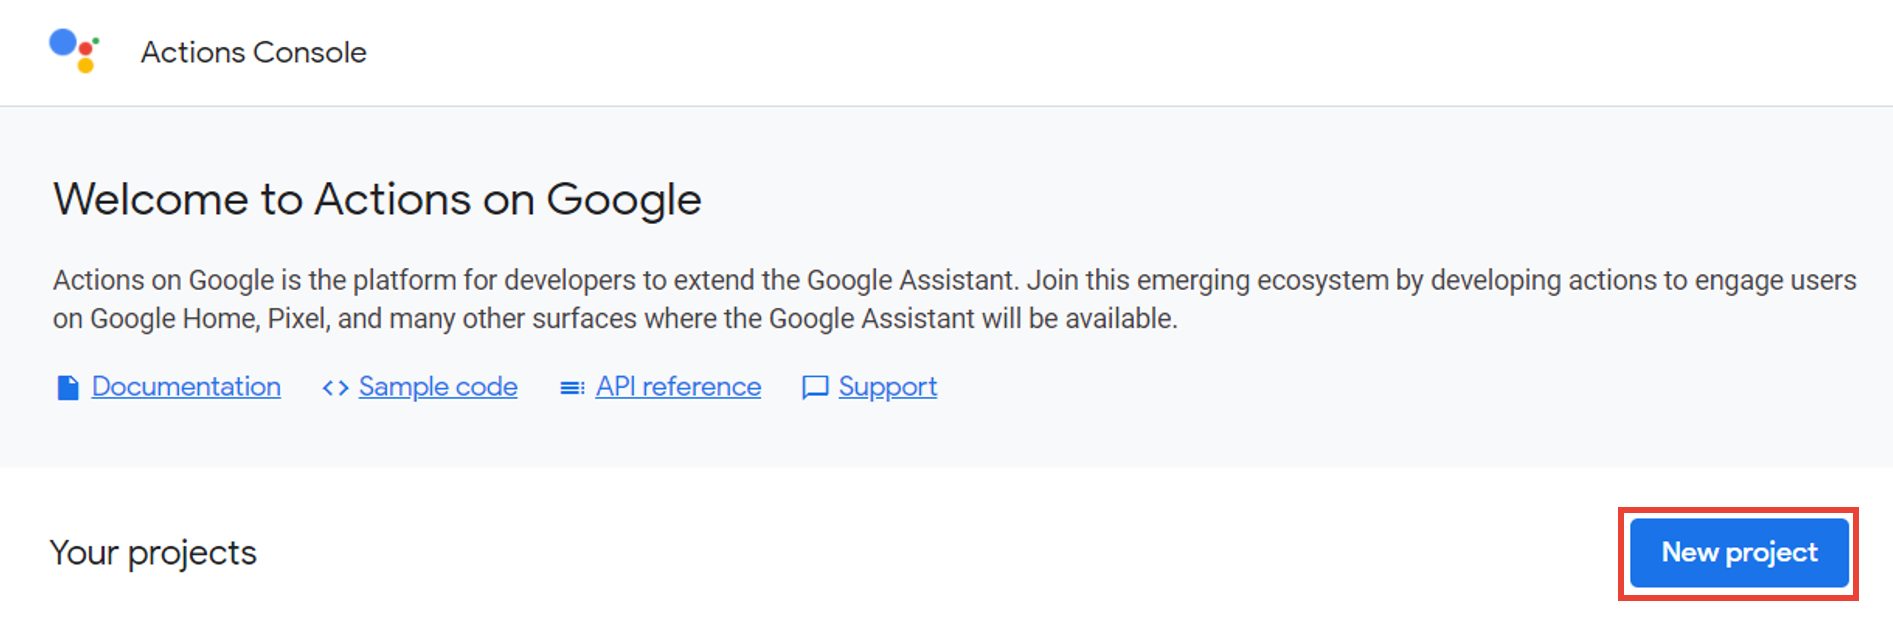 Actions Console
Welcome to Actions on Google
Actions on Google is the platform for developers to extend the Google Assistant. Join this emerging ecosystem by developing actions to engage users
on Google Home, Pixel, and many other surfaces where the Google Assistant will be available.
Documentation Sample code API reference Support
Your projects New project